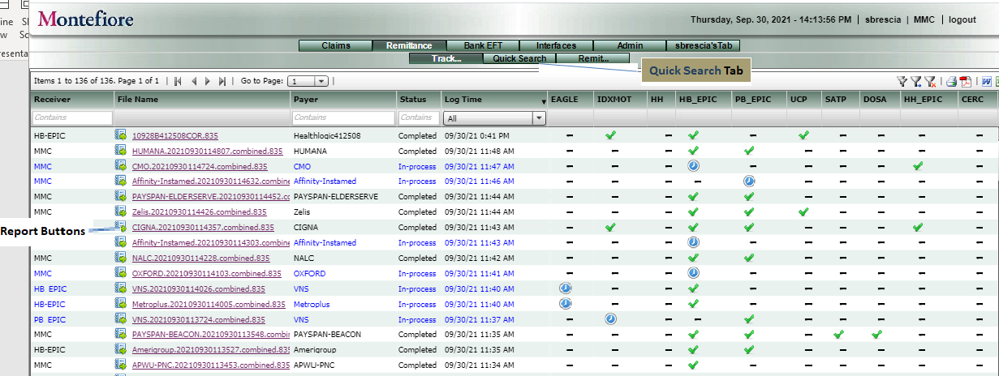 ine
w
resenta
Montefiore
Thursday, Sep. 30, 2021 - 14:13:56 PM | sbrescia | MMC | logout
Claims Remittance Bank EFT Interfaces Admin sbrescia'sTab
Track... Quick Search Remit...
Quick Search Tab
Items 1 to 136 of 136. Page 1 of 1 | Go to Page: 1 |
Receiver File Name Payer Status Log Time EAGLE IDXMOT HH HB_EPIC PB_EPIC UCP SATP DOSA HH_EPIC CERC
Contains Contains Contains All
HB-EPIC 10928B412508COR.835 Healthlogic412508 Completed 09/30/21 0:41 PM
MMC HUMANA.20210930114807.combined.835 HUMANA Completed 09/30/21 11:48 AM
MMC CMO.20210930114724.combined.835 CMO In-process 09/30/21 11:47 AM
MMC Affinity-Instamed.20210930114632.combine Affinity-Instamed In-process 09/30/21 11:46 AM
MMC PAYSPAN-ELDERSERVE.20210930114452.co PAYSPAN-ELDERSERVE Completed 09/30/21 11:44 AM
MMC Zelis.20210930114426.combined.835 Zelis Completed 09/30/21 11:44 AM
Report Buttons CIGNA.20210930114357.combined.835 CIGNA Completed 09/30/21 11:43 AM
Affinity-Instamed.20210930114303.combine Affinity-Instamed In-process 09/30/21 11:43 AM
MMC NALC.20210930114228.combined.835 NALC Completed 09/30/21 11:42 AM
MMC OXFORD.20210930114103.combined.835 OXFORD In-process 09/30/21 11:41 AM
HB_EPIC VNS.20210930114026.combined.835 VNS In-process 09/30/21 11:40 AM
HB-EPIC Metroplus.20210930114005.combined.835 Metroplus In-process 09/30/21 11:40 AM
PB_EPIC VNS.20210930113724.combined.835 VNS In-process 09/30/21 11:37 AM
MMC PAYSPAN-BEACON.20210930113548.combin PAYSPAN-BEACON Completed 09/30/21 11:35 AM
HB-EPIC Amerigroup.20210930113527.combined.835 Amerigroup Completed 09/30/21 11:35 AM
MMC APWU-PNC.20210930113453.combined.835 APWU-PNC Completed 09/30/21 11:34 AM